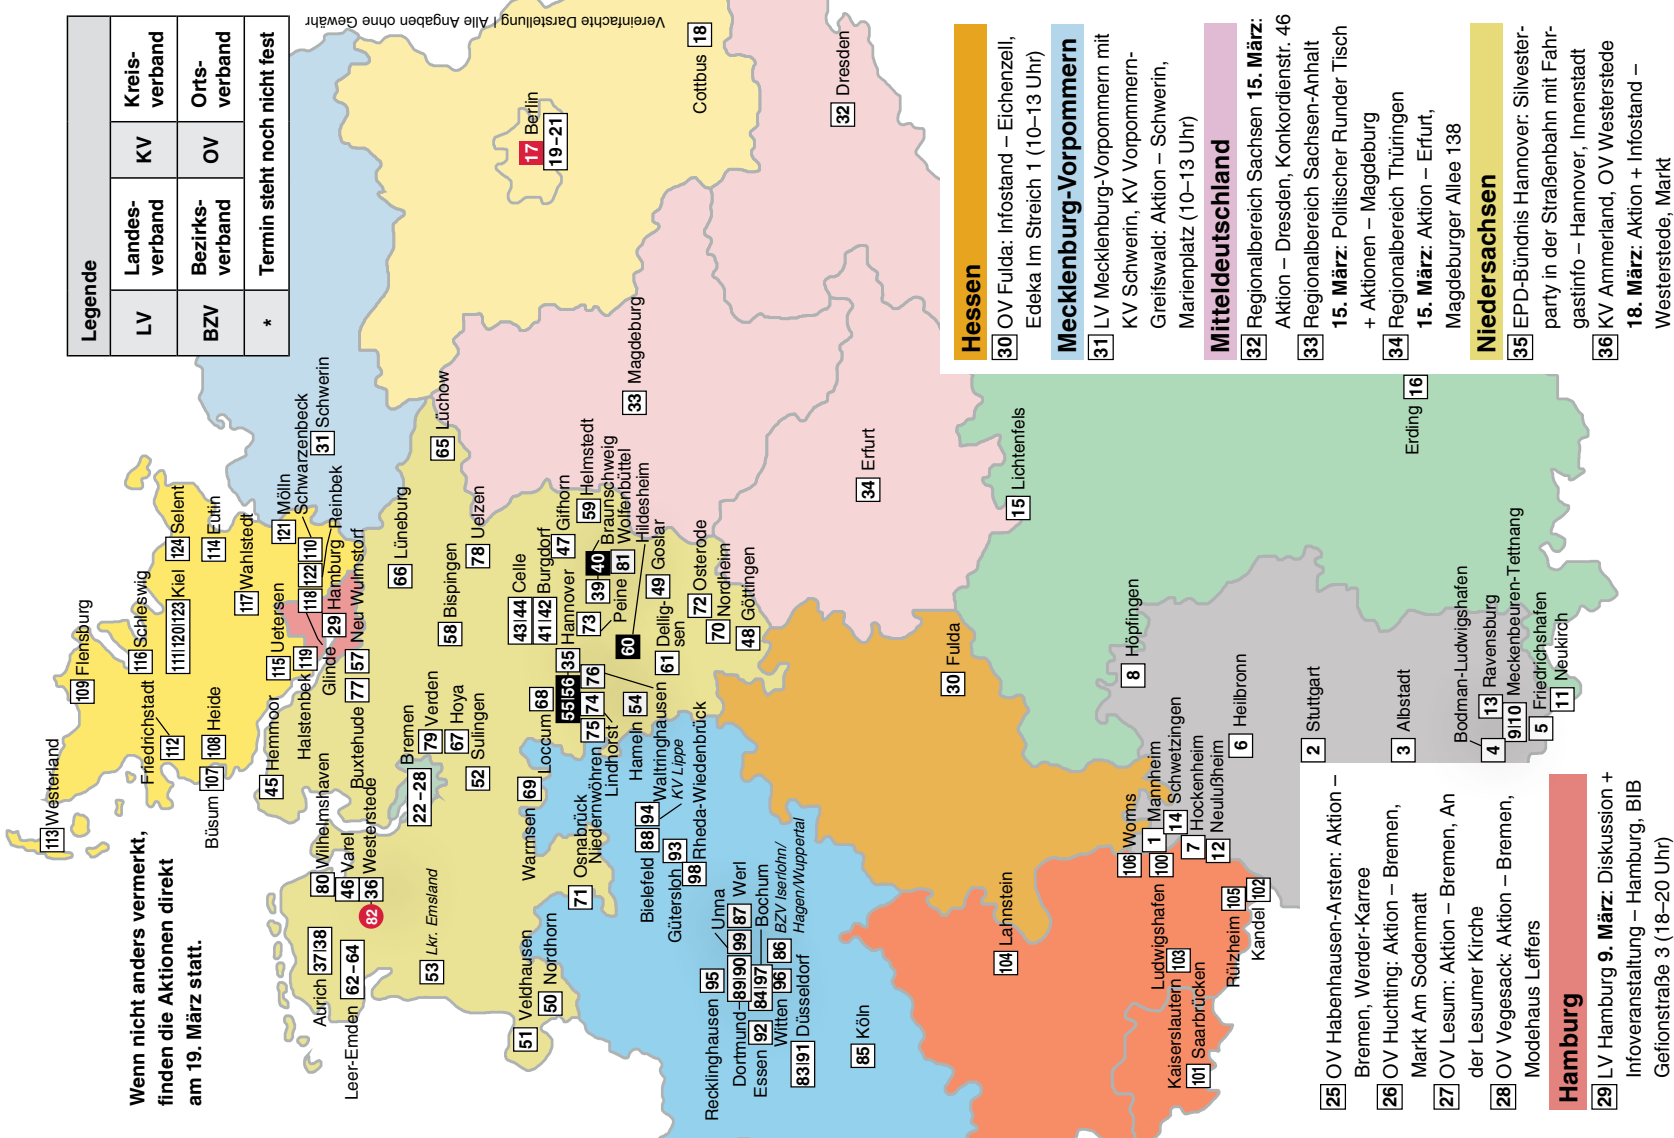 Wenn nicht anders vermerkt,
finden die Aktionen direkt
am 19. März statt.
Legende
LV
Landes-
verband
KV
Kreis-
verband
BZV
Bezirks-
verband
OV
Orts-
verband
*
Termin steht noch nicht fest
Vereinfachte Darstellung | Alle Angaben ohne Gewähr
113 Westerland
109 Flensburg
116 Schleswig
Friedrichstadt
112
111|120|123 Kiel
124 Selent
107
Büsum
108 Heide
114 Eutin
117 Wahlstedt
45 Hemmoor
115 Uetersen
121 Mölln
Halstenbek
119
Schwarzenbeck
110
118
122
Reinbek
Glinde
29 Hamburg
31 Schwerin
80 Wilhelmshaven
46 Varel
36 Westerstede
82
Aurich 37|38
Leer-Emden 62–64
Buxtehude
77
57 Neu Wulmstorf
66 Lüneburg
65 Lüchow
Bremen
22–28
79 Verden
67 Hoya
52 Sulingen
53 Lkr. Emsland
58 Bispingen
78 Uelzen
51 Veldhausen
50 Nordhorn
Warmsen 69
Loccum 68
43|44 Celle
41|42 Burgdorf
47 Gifhorn
55|56
35 Hannover
71 Osnabrück
Niedernwöhren 75
Lindhorst
74
76
Waltringhausen
Hameln 54
73 Peine
39
40 Braunschweig
59 Helmstedt
81 Wolfenbüttel
60
Hildesheim
49 Goslar
61 Dellig-
sen
72 Osterode
70 Nordheim
48 Göttingen
33 Magdeburg
17 Berlin
19–21
Cottbus 18
32 Dresden
34 Erfurt
Bielefeld 88
94
KV Lippe
Gütersloh 93
98 Rheda-Wiedenbrück
Recklinghausen 95
Unna
Dortmund
89|90
99
87 Werl
Essen 92
84|97
Bochum
Witten 96
86 BZV Iserlohn/
Hagen/Wuppertal
83|91 Düsseldorf
85 Köln
30 Fulda
15 Lichtenfels
104 Lahnstein
106 Worms
1 Mannheim
Ludwigshafen 100
14 Schwetzingen
Kaiserslautern 103
7 Hockenheim
101 Saarbrücken
12 Neulußheim
Rülzheim 105
Kandel 102
8 Höpfingen
6 Heilbronn
2 Stuttgart
3 Albstadt
Bodman-Ludwigshafen
4
13 Ravensburg
9|10 Meckenbeuren-Tettnang
5 Friedrichshafen
11 Neukirch
Erding 16
25 OV Habenhausen-Arsten: Aktion –
Bremen, Werder-Karree
26 OV Huchting: Aktion – Bremen,
Markt Am Sodenmatt
27 OV Lesum: Aktion – Bremen, An
der Lesumer Kirche
28 OV Vegesack: Aktion – Bremen,
Modehaus Leffers
Hamburg
29 LV Hamburg 9. März: Diskussion +
Infoveranstaltung – Hamburg, BIB
Gefionstraße 3 (18–20 Uhr)
Hessen
30 OV Fulda: Infostand – Eichenzell,
Edeka Im Streich 1 (10–13 Uhr)
Mecklenburg-Vorpommern
31 LV Mecklenburg-Vorpommern mit
KV Schwerin, KV Vorpommern-
Greifswald: Aktion – Schwerin,
Marienplatz (10–13 Uhr)
Mitteldeutschland
32 Regionalbereich Sachsen 15. März:
Aktion – Dresden, Konkordienstr. 46
33 Regionalbereich Sachsen-Anhalt
15. März: Politischer Runder Tisch
+ Aktionen – Magdeburg
34 Regionalbereich Thüringen
15. März: Aktion – Erfurt,
Magdeburger Allee 138
Niedersachsen
35 EPD-Bündnis Hannover: Silvester-
party in der Straßenbahn mit Fahr-
gastinfo – Hannover, Innenstadt
36 KV Ammerland, OV Westerstede
18. März: Aktion + Infostand –
Westerstede, Markt